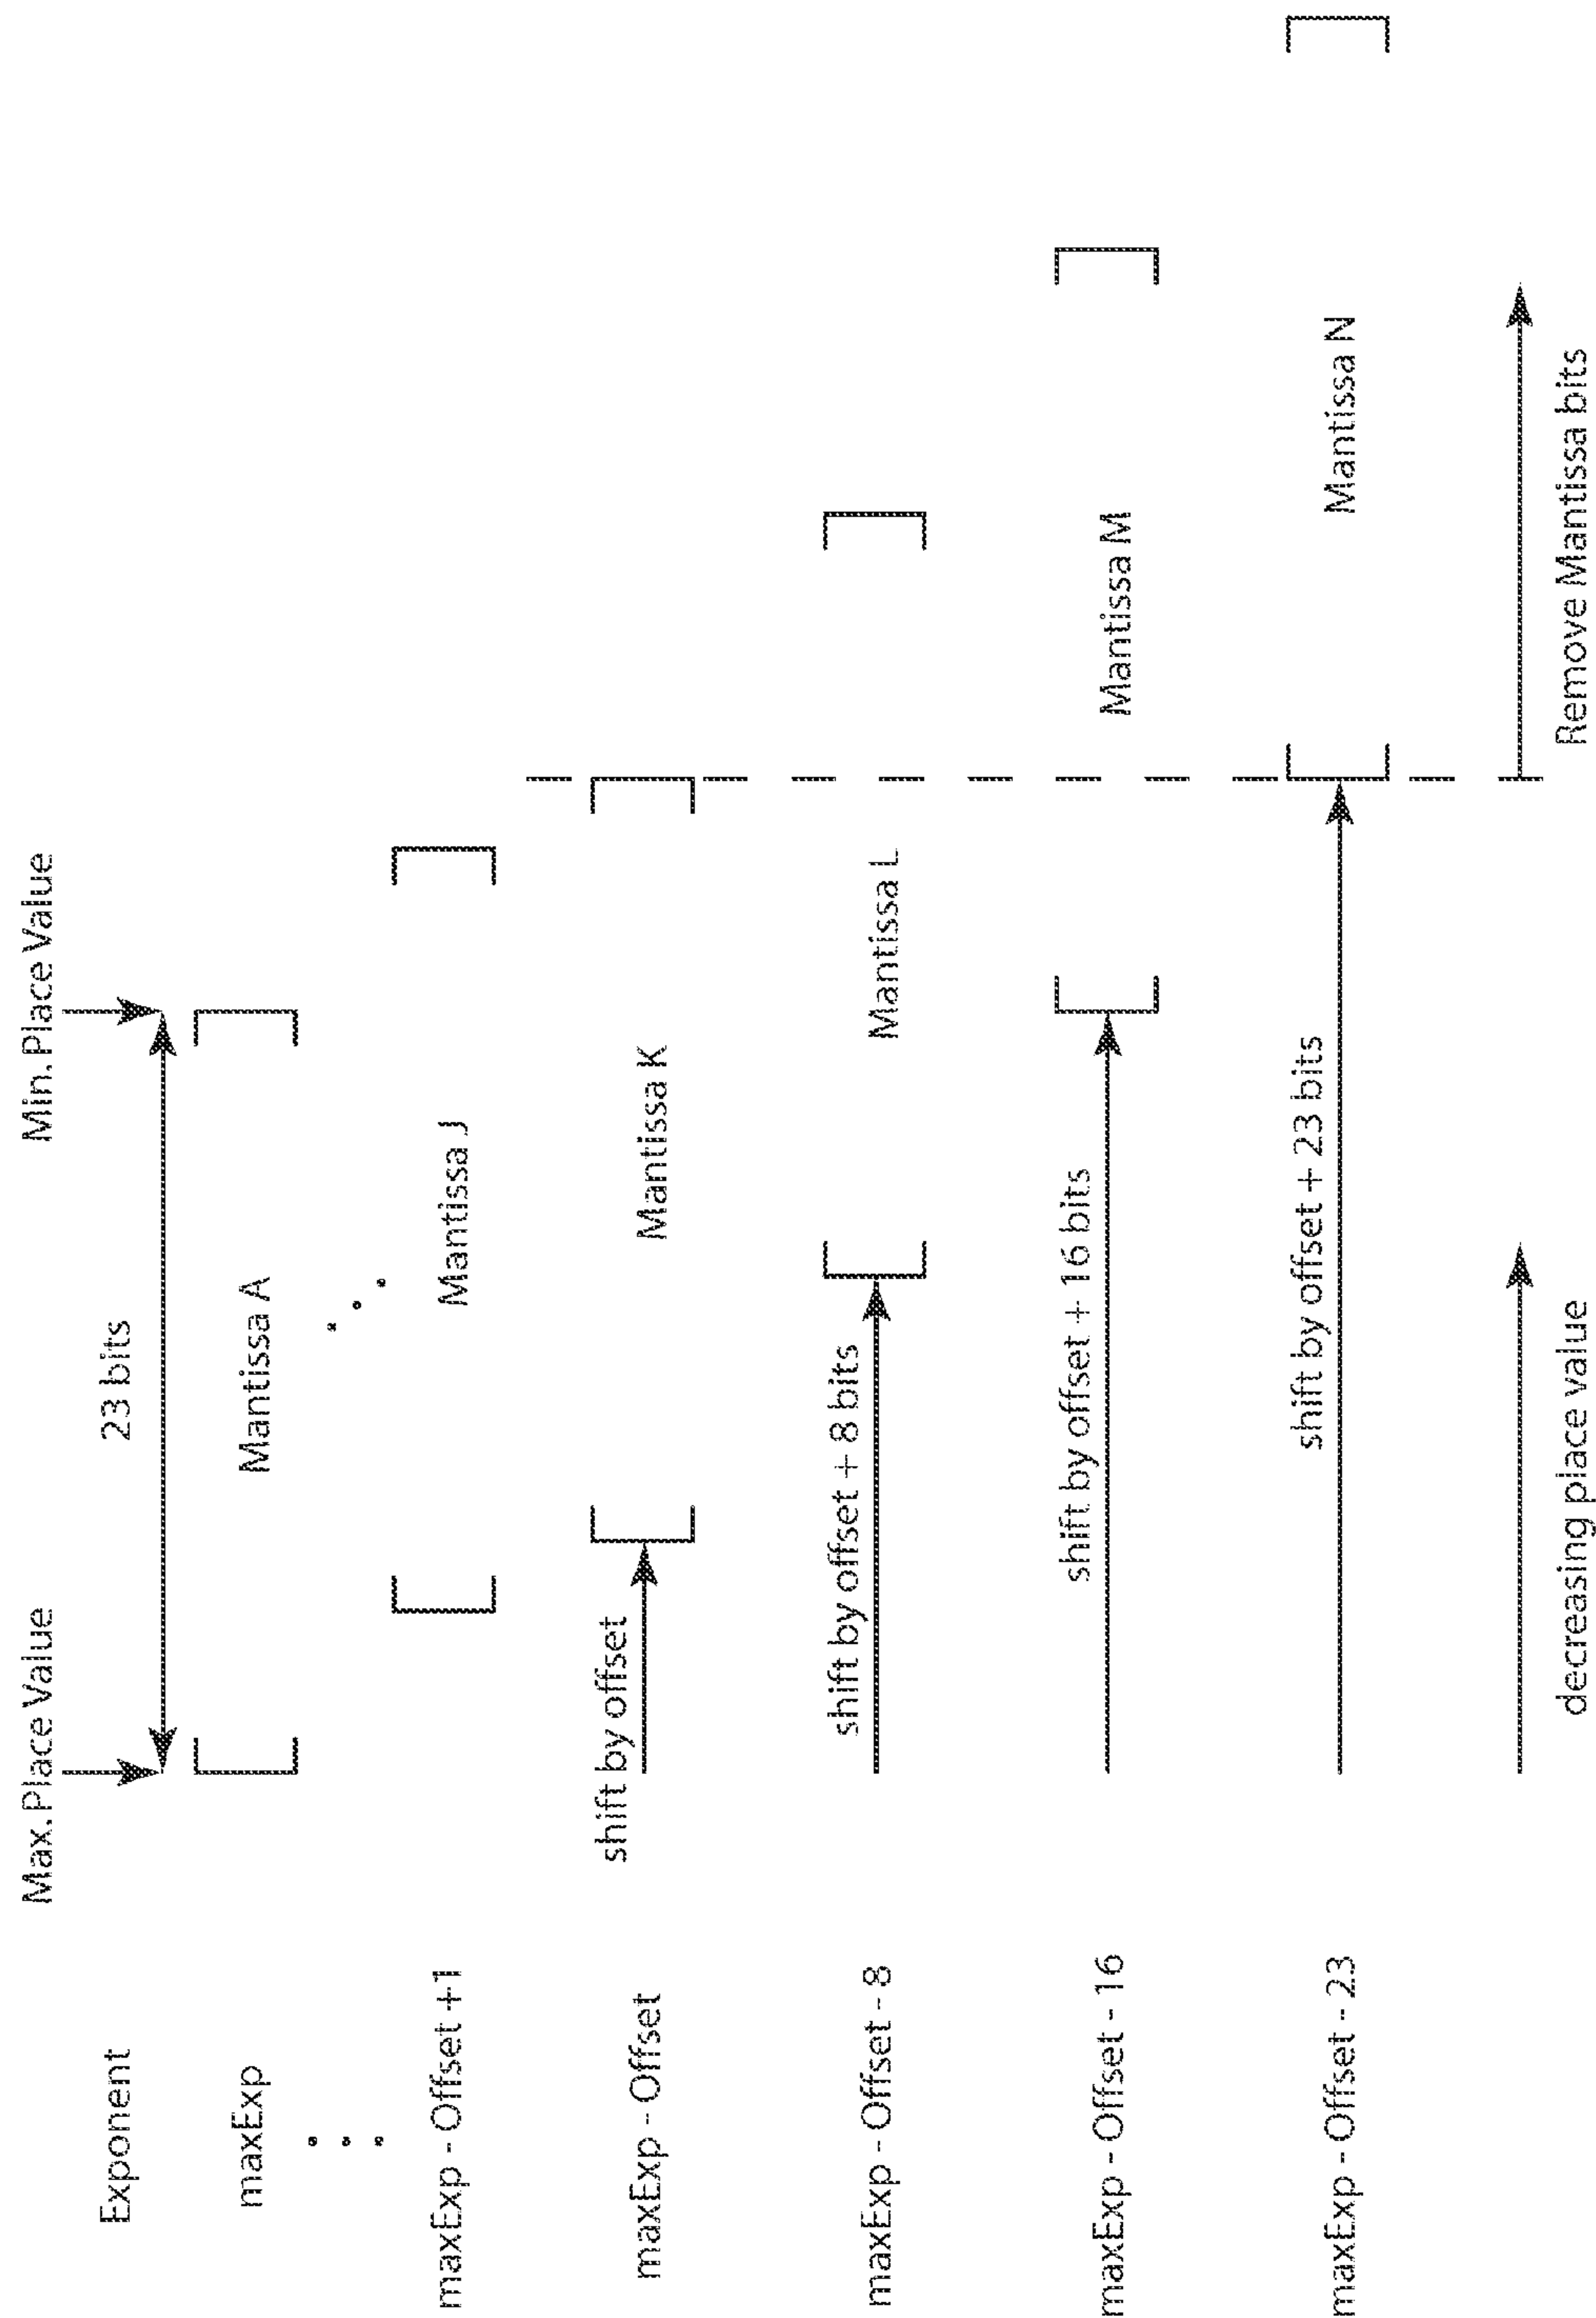 Max.Place Value
Min.Place Value
Exponent
23 bits
maxExp
Mantissa A
maxExp - Offset +1
Mantissa J
maxExp - Offset
shift by offset
Mantissa K
maxExp - Offset - 8
shift by offset + 8 bits
Mantissa L
maxExp - Offset - 16
shift by offset + 16 bits
Mantissa M
maxExp - Offset - 23
shift by offset + 23 bits
Mantissa N
decreasing place value
Remove Mantissa bits